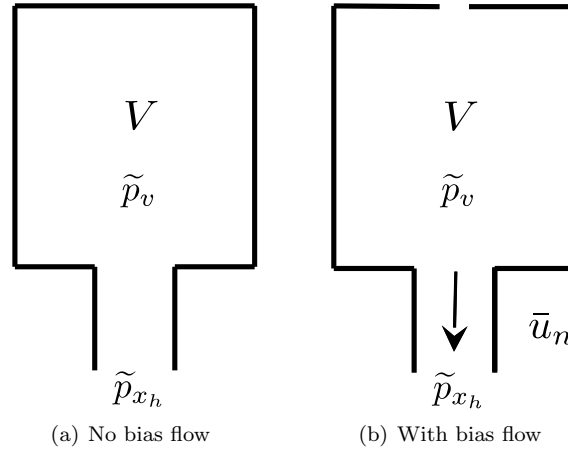 V V
p̃_v p̃_v
ū_n
p̃_{x_h} p̃_{x_h}
(a) No bias flow (b) With bias flow